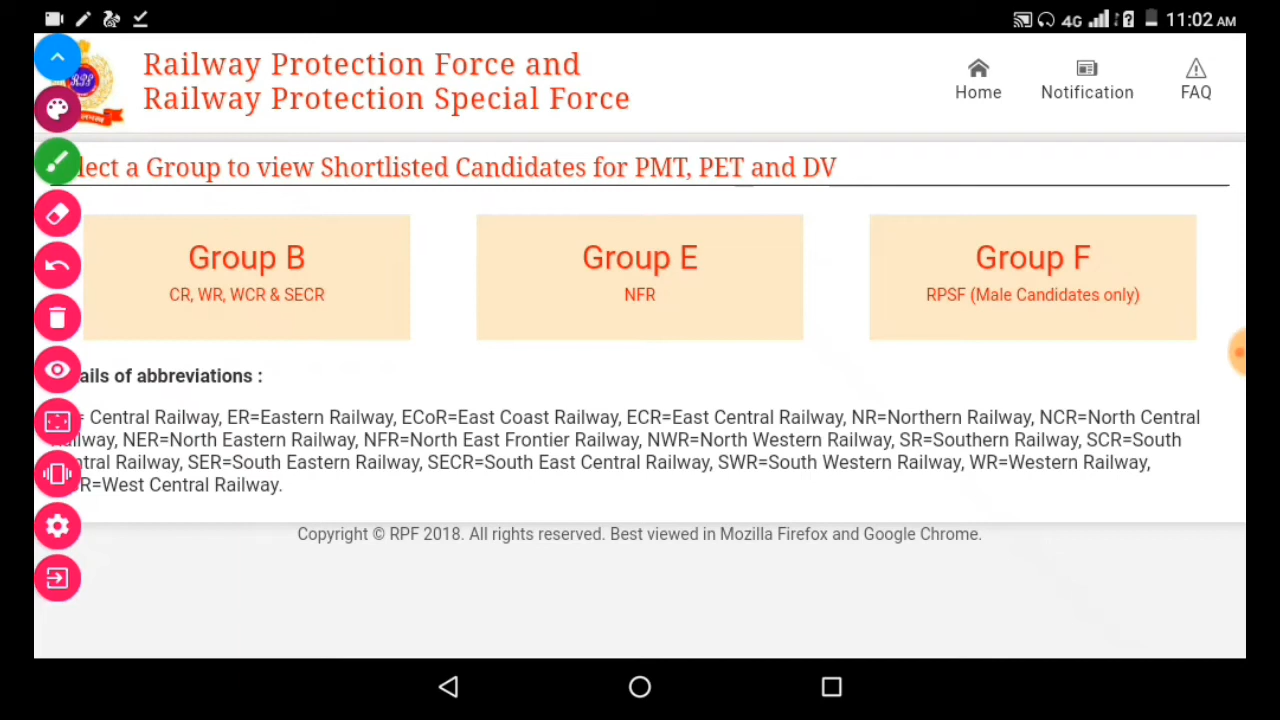 4G 11:02 AM
Railway Protection Force and
Railway Protection Special Force
Home
Notification
FAQ
lect a Group to view Shortlisted Candidates for PMT, PET and DV
Group B
CR, WR, WCR & SECR
Group E
NFR
Group F
RPSF (Male Candidates only)
ails of abbreviations :
= Central Railway, ER=Eastern Railway, ECoR=East Coast Railway, ECR=East Central Railway, NR=Northern Railway, NCR=North Central
ilway, NER=North Eastern Railway, NFR=North East Frontier Railway, NWR=North Western Railway, SR=Southern Railway, SCR=South
ntral Railway, SER=South Eastern Railway, SECR=South East Central Railway, SWR=South Western Railway, WR=Western Railway,
R=West Central Railway.
Copyright © RPF 2018. All rights reserved. Best viewed in Mozilla Firefox and Google Chrome.